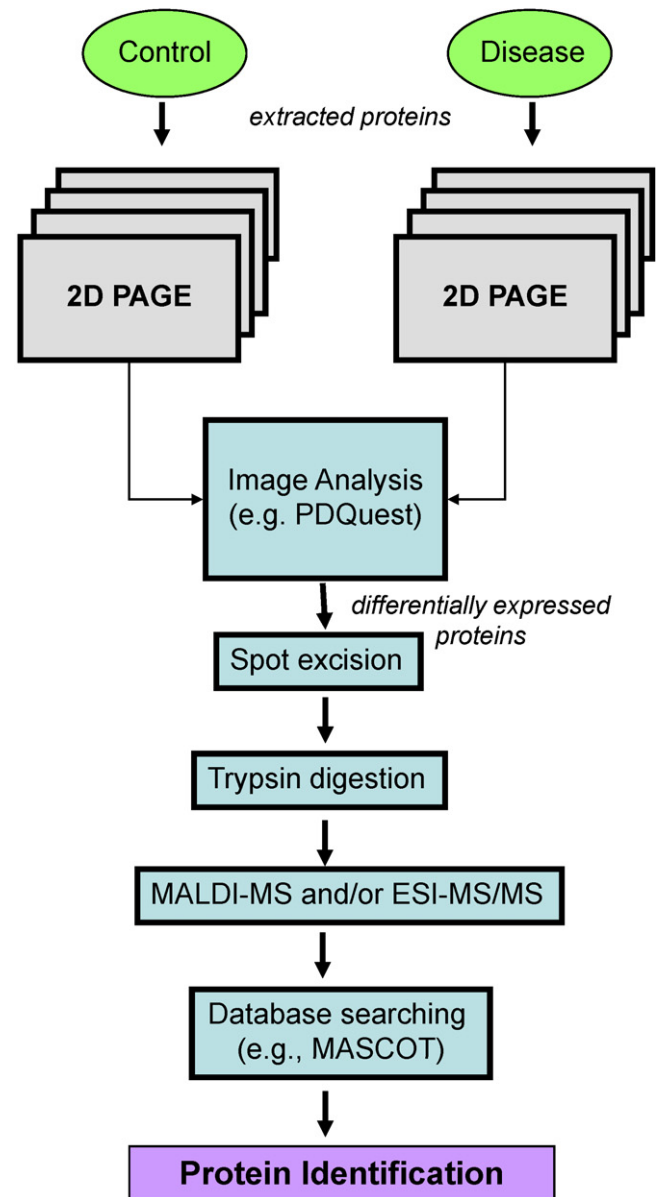 Control
Disease
extracted proteins
2D PAGE
2D PAGE
Image Analysis
(e.g. PDQuest)
differentially expressed
proteins
Spot excision
Trypsin digestion
MALDI-MS and/or ESI-MS/MS
Database searching
(e.g., MASCOT)
Protein Identification